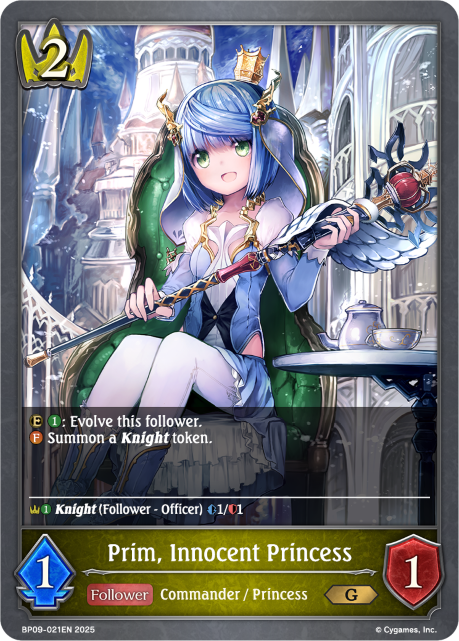 2
E 1: Evolve this follower.
F Summon a Knight token.
1 Knight (Follower - Officer) 1/1
Prim, Innocent Princess
1
Follower Commander / Princess G
1
BP09-021EN 2025 © Cygames, Inc.